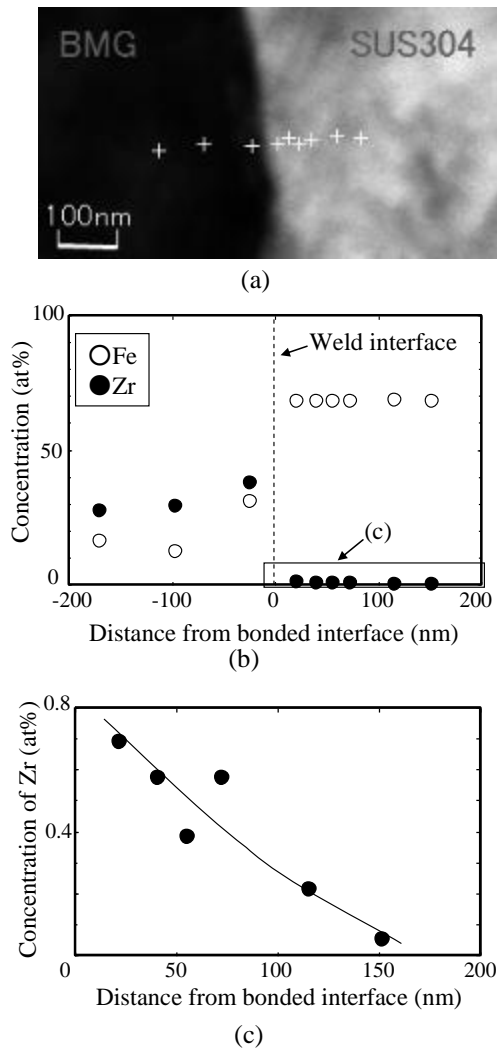 BMG SUS304
100nm
(a)
100
Fe
Zr
Weld interface
50
(c)
0
-200 -100 0 100 200
Concentration (at%)
Distance from bonded interface (nm)
(b)
0.8
0.4
0 50 100 150 200
Concentration of Zr (at%)
Distance from bonded interface (nm)
(c)